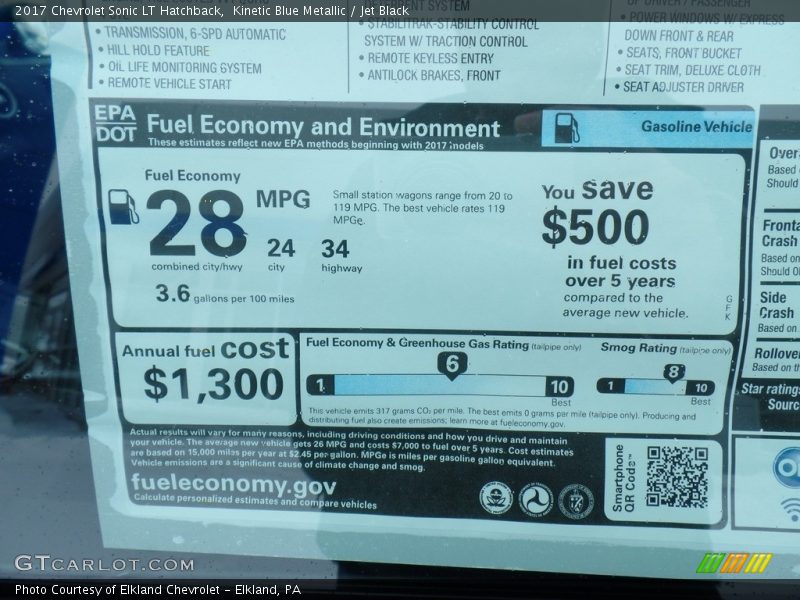 2017 Chevrolet Sonic LT Hatchback,  Kinetic Blue Metallic / Jet Black
• TRANSMISSION, 6-SPD AUTOMATIC
• HILL HOLD FEATURE
• OIL LIFE MONITORING SYSTEM
• REMOTE VEHICLE START
• STABILITRAK-STABILITY CONTROL
SYSTEM W/ TRACTION CONTROL
• REMOTE KEYLESS ENTRY
• ANTILOCK BRAKES, FRONT
• POWER WINDOWS W/ EXPRESS
DOWN FRONT & REAR
• SEATS, FRONT BUCKET
• SEAT TRIM, DELUXE CLOTH
• SEAT ADJUSTER DRIVER
EPA
DOT
Fuel Economy and Environment
These estimates reflect new EPA methods beginning with 2017 models
Gasoline Vehicle
Fuel Economy
28 MPG
combined city/hwy
24
city
34
highway
3.6 gallons per 100 miles
Small station wagons range from 20 to
119 MPG. The best vehicle rates 119
MPGe.
You save
$500
in fuel costs
over 5 years
compared to the
average new vehicle.
G
F
K
Annual fuel cost
$1,300
Fuel Economy & Greenhouse Gas Rating (tailpipe only)
6
1
10
Best
Smog Rating (tailpipe only)
8
1
10
Best
This vehicle emits 317 grams CO2 per mile. The best emits 0 grams per mile (tailpipe only). Producing and
distributing fuel also create emissions; learn more at fueleconomy.gov.
Actual results will vary for many reasons, including driving conditions and how you drive and maintain
your vehicle. The average new vehicle gets 26 MPG and costs $7,000 to fuel over 5 years. Cost estimates
are based on 15,000 miles per year at $2.45 per gallon. MPGe is miles per gasoline gallon equivalent.
Vehicle emissions are a significant cause of climate change and smog.
fueleconomy.gov
Calculate personalized estimates and compare vehicles
Smartphone
QR Code™
Based
Should
Crash
Based on
Side
Crash
Based on
Star ratings
GTCARLOT.COM
Photo Courtesy of Elkland Chevrolet – Elkland, PA